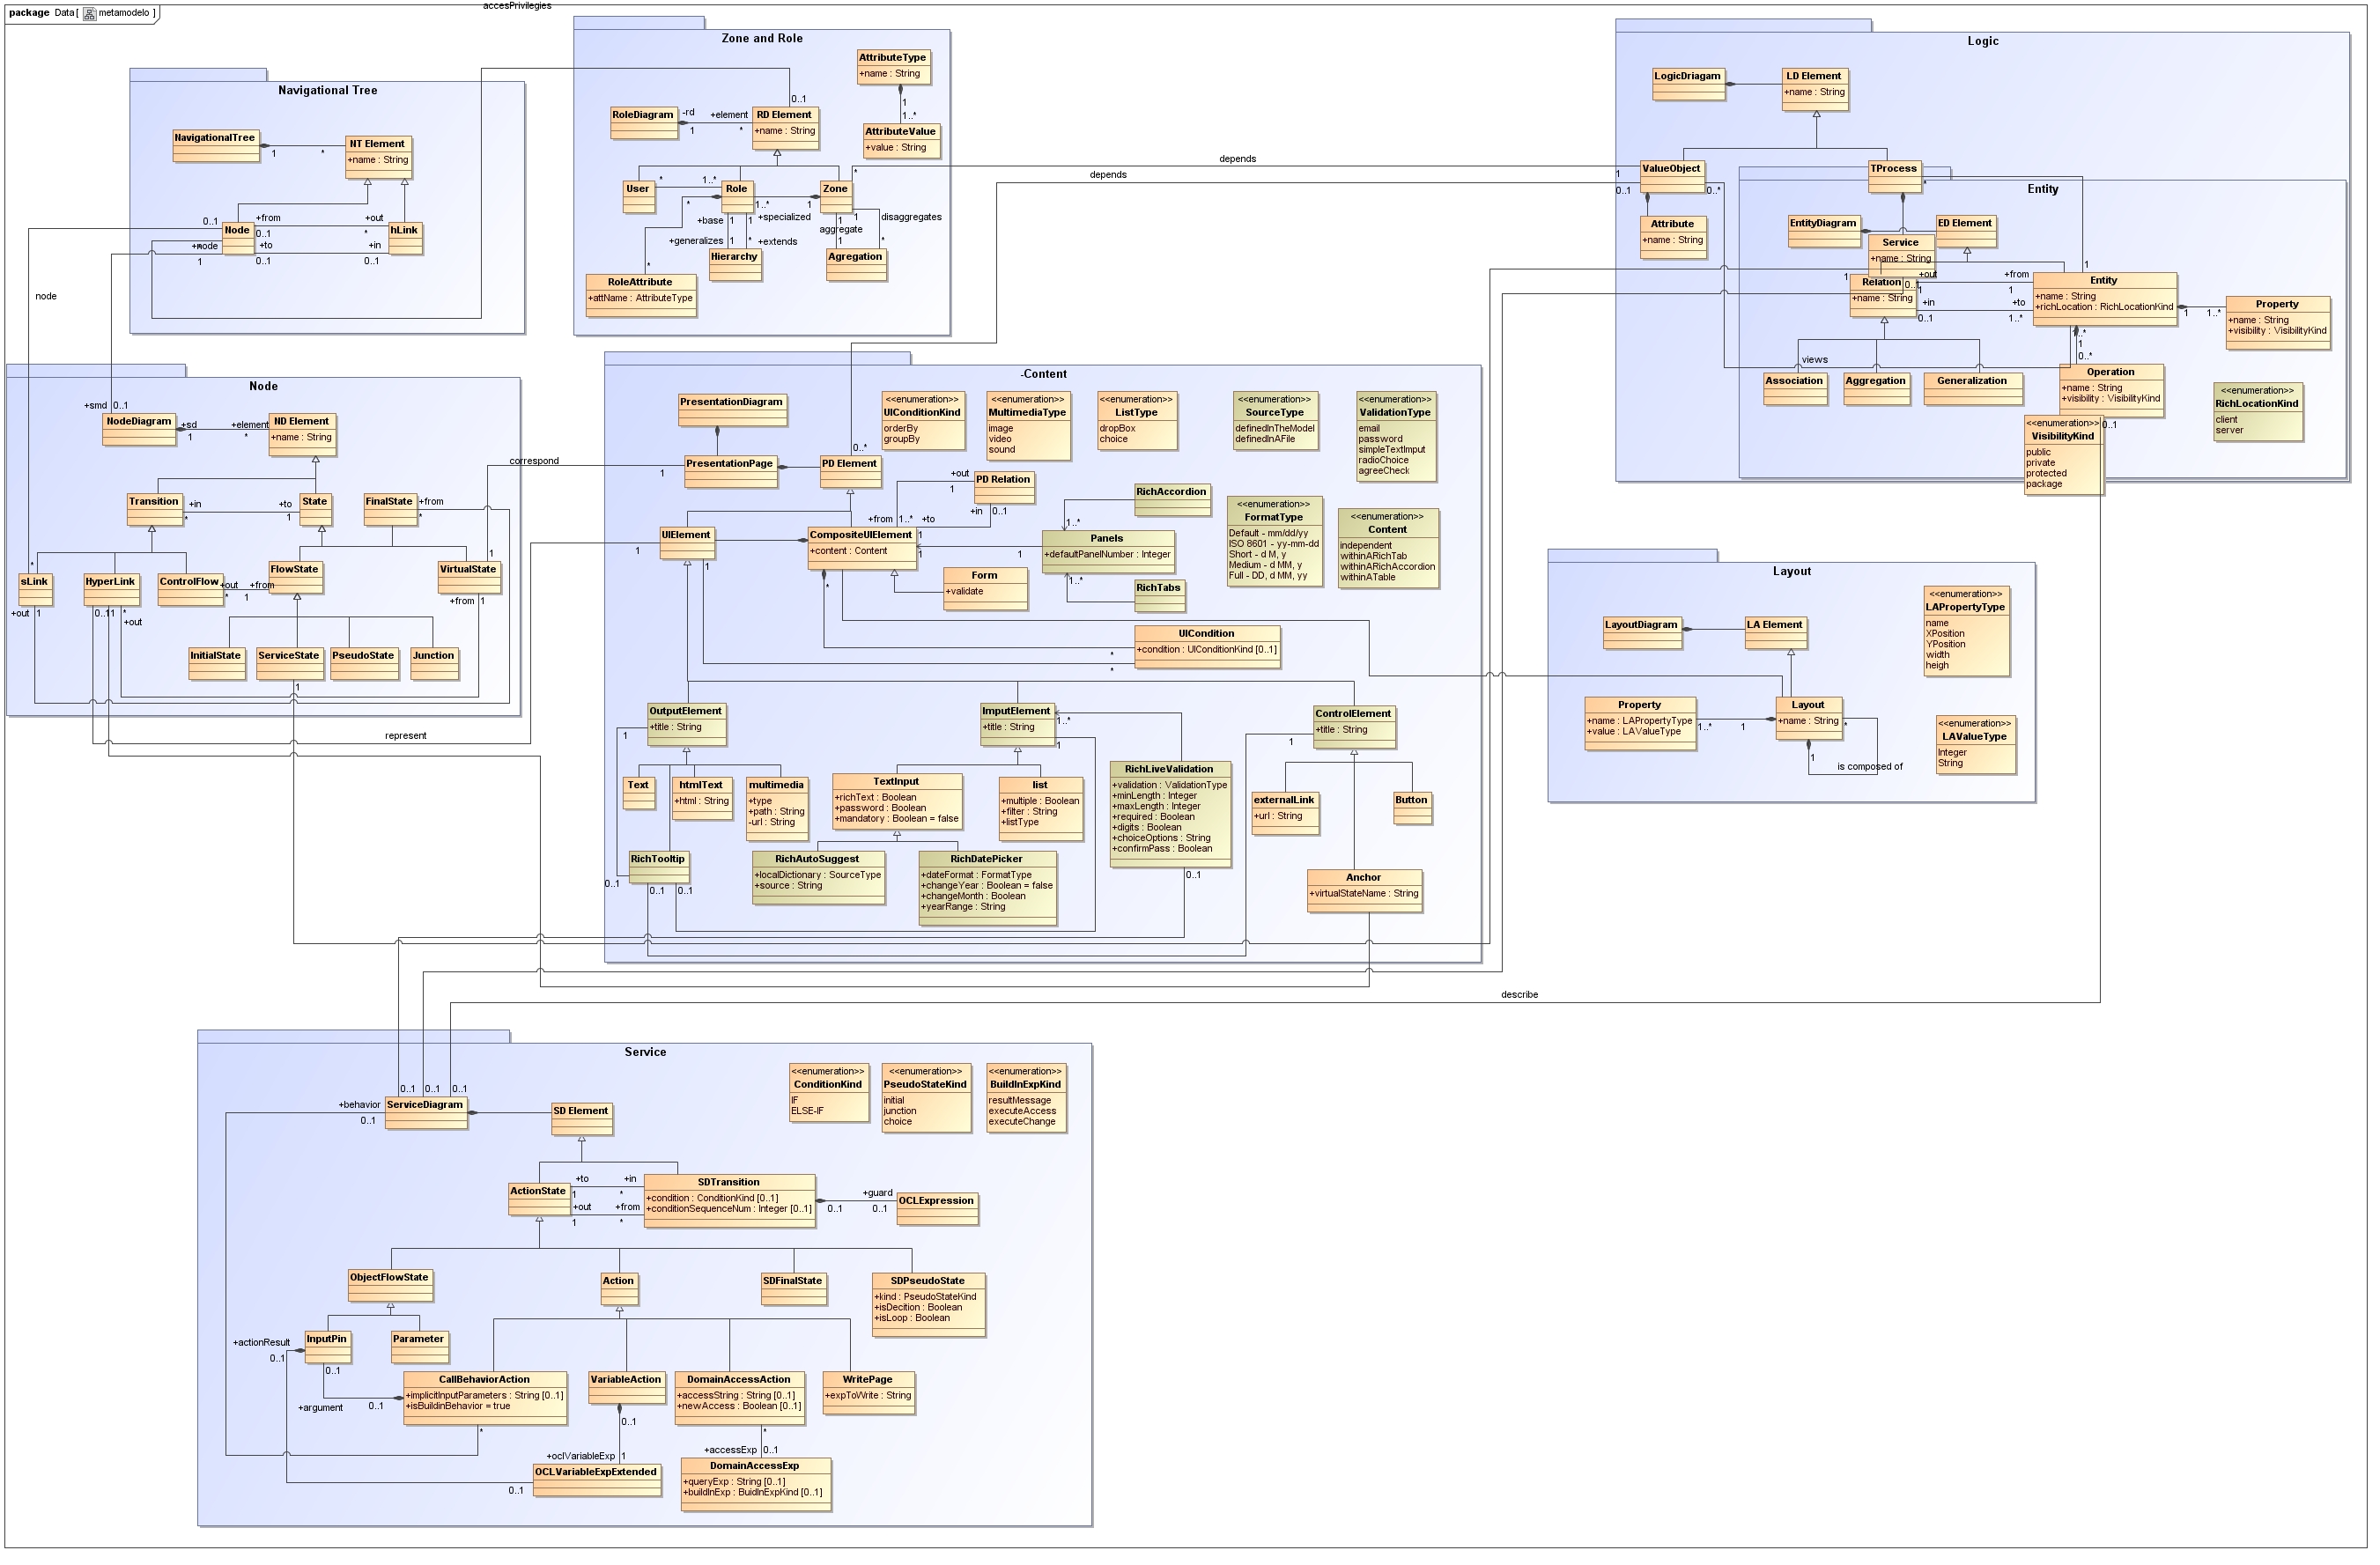 package Data [ metamodelo ]
accesPrivilegies
Navigational Tree
NavigationalTree
1
*
NT Element
+name : String
0..1
Node
+from
0..1
+out
*
hLink
+node
1
+to
0..1
+in
0..1
node
Zone and Role
AttributeType
+name : String
1
1..*
AttributeValue
+value : String
RoleDiagram
-rd
1
+element
*
0..1
RD Element
+name : String
User
*
1..*
Role
1..*
1
Zone
*
*
+base
1
1
+specialized
1
1
disaggregates
aggregate
+generalizes
1
*
+extends
1
*
Hierarchy
Agregation
*
RoleAttribute
+attName : AttributeType
depends
depends
Logic
LogicDriagam
LD Element
+name : String
1
0..1
ValueObject
0..*
TProcess
*
Attribute
+name : String
Entity
EntityDiagram
ED Element
Service
+name : String
1
1
Relation
+name : String
+out
0..1
+from
1
+in
0..1
+to
1..*
Entity
+name : String
+richLocation : RichLocationKind
1
1..*
Property
+name : String
+visibility : VisibilityKind
views
1
0..*
Association
Aggregation
Generalization
Operation
+name : String
+visibility : VisibilityKind
0..1
<<enumeration>>
VisibilityKind
public
private
protected
package
<<enumeration>>
RichLocationKind
client
server
Node
+smd
0..1
NodeDiagram
+sd
1
+element
*
ND Element
+name : String
Transition
+in
*
+to
1
State
FinalState
+from
*
*
sLink
HyperLink
ControlFlow
+out
*
+from
1
FlowState
1
VirtualState
+out
1
0..1
1
*
+out
+from
1
InitialState
ServiceState
PseudoState
Junction
1
represent
correspond
-Content
PresentationDiagram
1
PresentationPage
0..*
PD Element
<<enumeration>>
UIConditionKind
orderBy
groupBy
<<enumeration>>
MultimediaType
image
video
sound
<<enumeration>>
ListType
dropBox
choice
<<enumeration>>
SourceType
definedInTheModel
definedInAFile
<<enumeration>>
ValidationType
email
password
simpleTextImput
radioChoice
agreeCheck
+out
1
PD Relation
+in
0..1
+from
1..*
+to
1
1
UIElement
1
CompositeUIElement
+content : Content
1
1
RichAccordion
1..*
Panels
+defaultPanelNumber : Integer
1..*
RichTabs
<<enumeration>>
FormatType
Default - mm/dd/yy
ISO 8601 - yy-mm-dd
Short - d M, y
Medium - d MM, y
Full - DD, d MM, yy
<<enumeration>>
Content
independent
withinARichTab
withinARichAccordion
withinATable
*
Form
+validate
UICondition
+condition : UIConditionKind [0..1]
*
*
OutputElement
+title : String
1
ImputElement
+title : String
1..*
1
ControlElement
+title : String
1
Text
htmlText
+html : String
multimedia
+type
+path : String
-url : String
TextInput
+richText : Boolean
+password : Boolean
+mandatory : Boolean = false
list
+multiple : Boolean
+filter : String
+listType
RichLiveValidation
+validation : ValidationType
+minLength : Integer
+maxLength : Integer
+required : Boolean
+digits : Boolean
+choiceOptions : String
+confirmPass : Boolean
0..1
externalLink
+url : String
Button
RichTooltip
0..1
0..1
0..1
RichAutoSuggest
+localDictionary : SourceType
+source : String
RichDatePicker
+dateFormat : FormatType
+changeYear : Boolean = false
+changeMonth : Boolean
+yearRange : String
Anchor
+virtualStateName : String
Layout
LayoutDiagram
LA Element
<<enumeration>>
LAPropertyType
name
XPosition
YPosition
width
heigh
Property
+name : LAPropertyType
+value : LAValueType
1..*
1
Layout
+name : String
*
1
is composed of
<<enumeration>>
LAValueType
Integer
String
describe
Service
0..1
0..1
0..1
+behavior
0..1
ServiceDiagram
SD Element
<<enumeration>>
ConditionKind
IF
ELSE-IF
<<enumeration>>
PseudoStateKind
initial
junction
choice
<<enumeration>>
BuildInExpKind
resultMessage
executeAccess
executeChange
ActionState
+to
1
+in
*
+out
1
+from
*
SDTransition
+condition : ConditionKind [0..1]
+conditionSequenceNum : Integer [0..1]
0..1
+guard
0..1
OCLExpression
ObjectFlowState
Action
SDFinalState
SDPseudoState
+kind : PseudoStateKind
+isDecition : Boolean
+isLoop : Boolean
+actionResult
0..1
InputPin
0..1
Parameter
+argument
0..1
CallBehaviorAction
+implicitInputParameters : String [0..1]
+isBuildinBehavior = true
*
VariableAction
0..1
DomainAccessAction
+accessString : String [0..1]
+newAccess : Boolean [0..1]
*
WritePage
+expToWrite : String
+oclVariableExp
1
+accessExp
0..1
OCLVariableExpExtended
0..1
DomainAccessExp
+queryExp : String [0..1]
+buildInExp : BuidInExpKind [0..1]